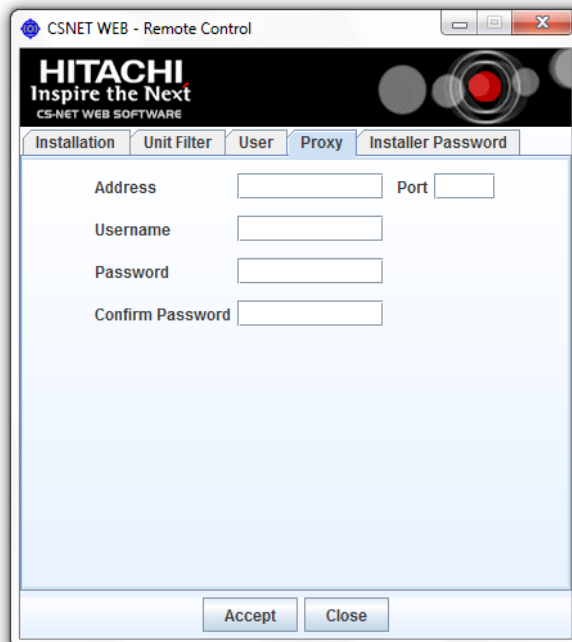 CSNET WEB - Remote Control
HITACHI
Inspire the Next
CS-NET WEB SOFTWARE
Installation Unit Filter User Proxy Installer Password
Address Port
Username
Password
Confirm Password
Accept Close